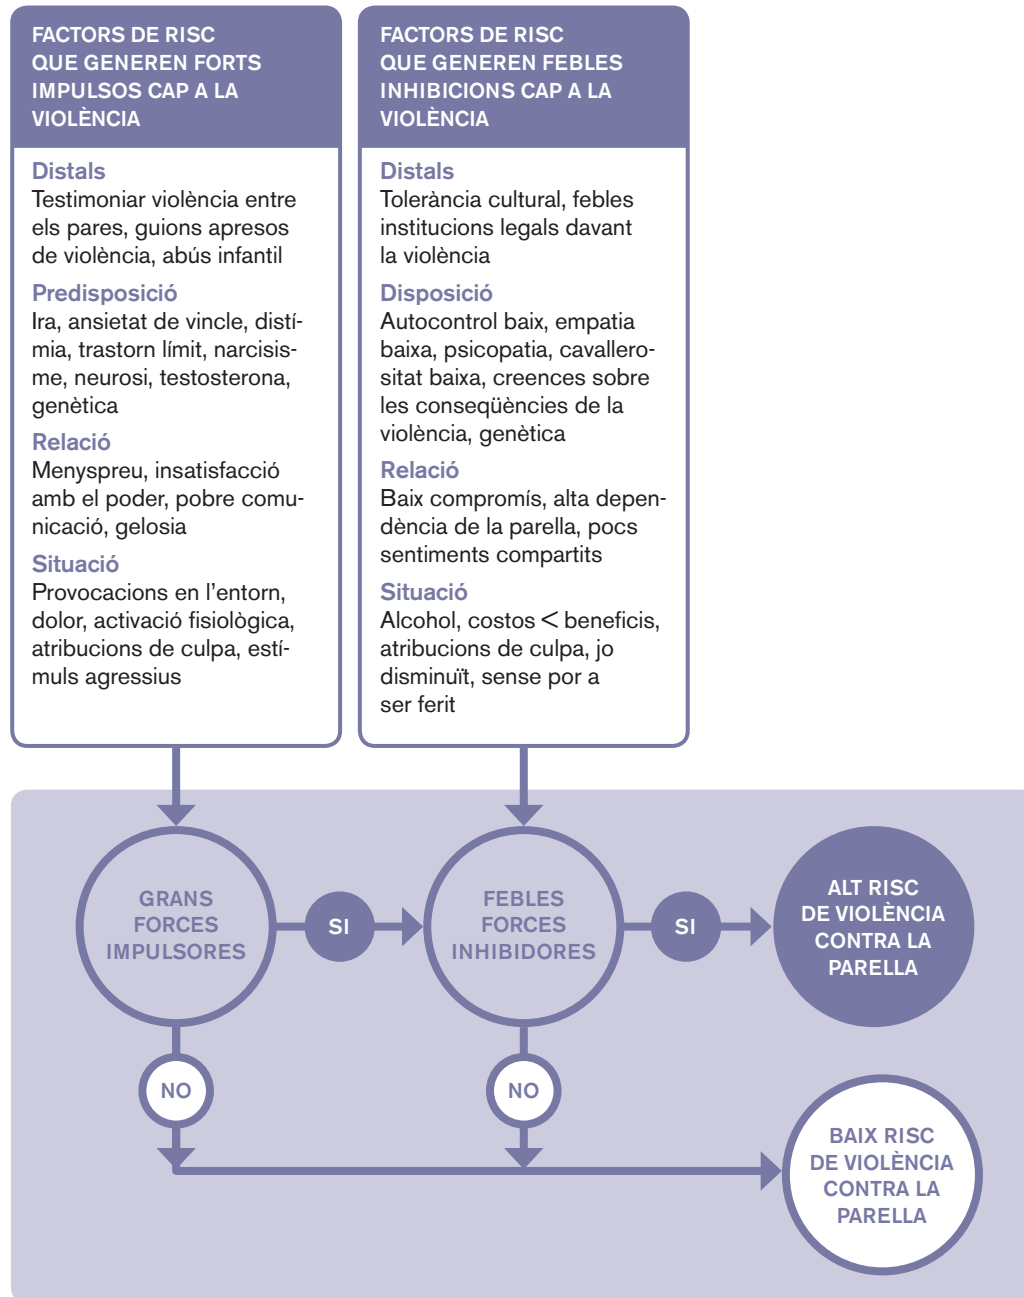 FACTORS DE RISC
QUE GENEREN FORTS
IMPULSOS CAP A LA
VIOLÈNCIA
Distals
Testimoniar violència entre
els pares, guions apresos
de violència, abús infantil
Predisposició
Ira, ansietat de vincle, distí-
mia, trastorn límit, narcisis-
me, neurosi, testosterona,
genètica
Relació
Menyspreu, insatisfacció
amb el poder, pobre comu-
nicació, gelosia
Situació
Provocacions en l'entorn,
dolor, activació fisiològica,
atribucions de culpa, estí-
muls agressius
FACTORS DE RISC
QUE GENEREN FEBLES
INHIBICIONS CAP A LA
VIOLÈNCIA
Distals
Tolerància cultural, febles
institucions legals davant
la violència
Disposició
Autocontrol baix, empatia
baixa, psicopatia, cavallero-
sitat baixa, creences sobre
les conseqüències de la
violència, genètica
Relació
Baix compromís, alta depen-
dència de la parella, pocs
sentiments compartits
Situació
Alcohol, costos < beneficis,
atribucions de culpa, jo
disminuït, sense por a
ser ferit
GRANS
FORCES
IMPULSORES
SI
FEBLES
FORCES
INHIBIDORES
SI
ALT RISC
DE VIOLÈNCIA
CONTRA LA
PARELLA
NO
NO
BAIX RISC
DE VIOLÈNCIA
CONTRA LA
PARELLA